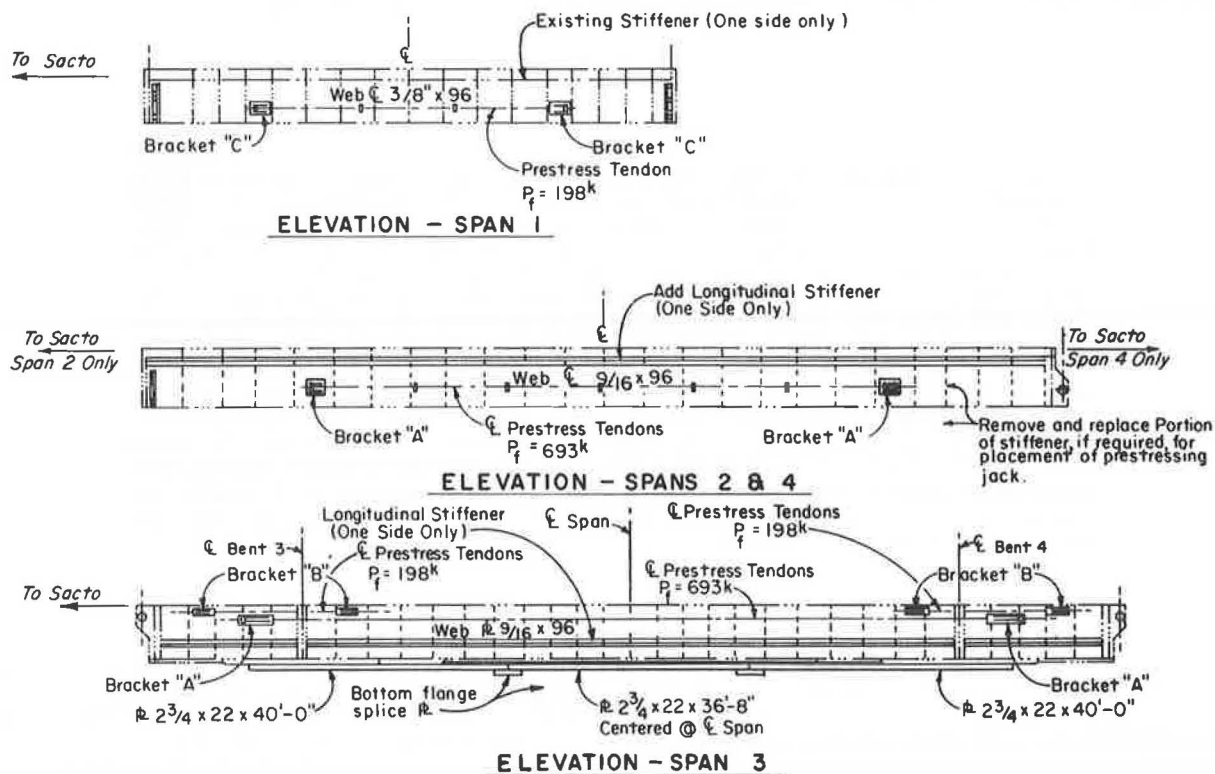 Existing Stiffener (One side only)
℄
To Sacto
Web ℄ 3/8" x 96
Bracket "C"
Bracket "C"
Prestress Tendon
Pf = 198k
ELEVATION - SPAN 1
Add Longitudinal Stiffener
(One Side Only)
℄
To Sacto
Span 2 Only
To Sacto
Span 4 Only
Web ℄ 9/16 x 96
Bracket "A"
℄ Prestress Tendons
Pf = 693k
Bracket "A"
Remove and replace Portion
of stiffener, if required, for
placement of prestressing
jack.
ELEVATION - SPANS 2 & 4
Longitudinal Stiffener
(One Side Only)
℄ Span
℄ Prestress Tendons
Pf = 198k
℄ Bent 3
℄ Prestress Tendons
Pf = 198k
Bracket "B"
℄ Prestress Tendons
Pf = 693k
℄ Bent 4
Bracket "B"
To Sacto
Web ⅊ 9/16 x 96
Bracket "A"
Bottom flange
splice ⅊
Bracket "A"
⅊ 2 3/4 x 22 x 40'-0"
⅊ 2 3/4 x 22 x 36'-8"
Centered @ ℄ Span
⅊ 2 3/4 x 22 x 40'-0"
ELEVATION - SPAN 3